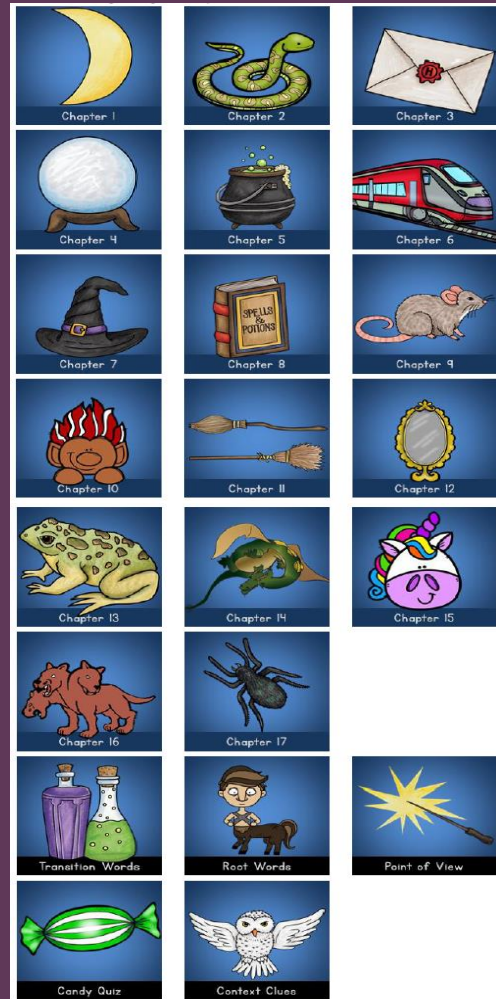 Chapter 1
Chapter 2
H
Chapter 3
Chapter 4
Chapter 5
Chapter 6
Chapter 7
SPELLS
&
POTIONS
Chapter 8
Chapter 9
Chapter 10
Chapter 11
Chapter 12
Chapter 13
Chapter 14
Chapter 15
Chapter 16
Chapter 17
Transition Words
Root Words
Point of View
Candy Quiz
Context Clues